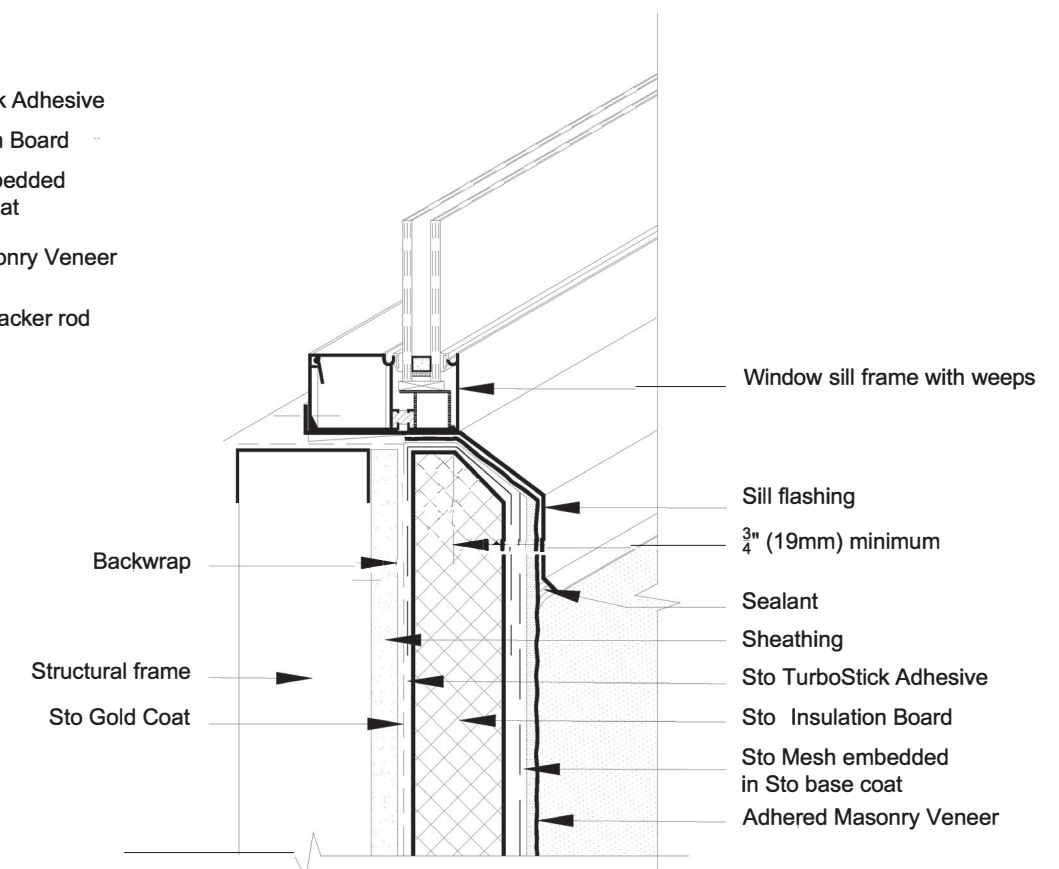 k Adhesive
n Board
bedded
at
onry Veneer
acker rod
Window sill frame with weeps
Sill flashing
¾" (19mm) minimum
Backwrap
Sealant
Sheathing
Structural frame
Sto TurboStick Adhesive
Sto Gold Coat
Sto Insulation Board
Sto Mesh embedded
in Sto base coat
Adhered Masonry Veneer